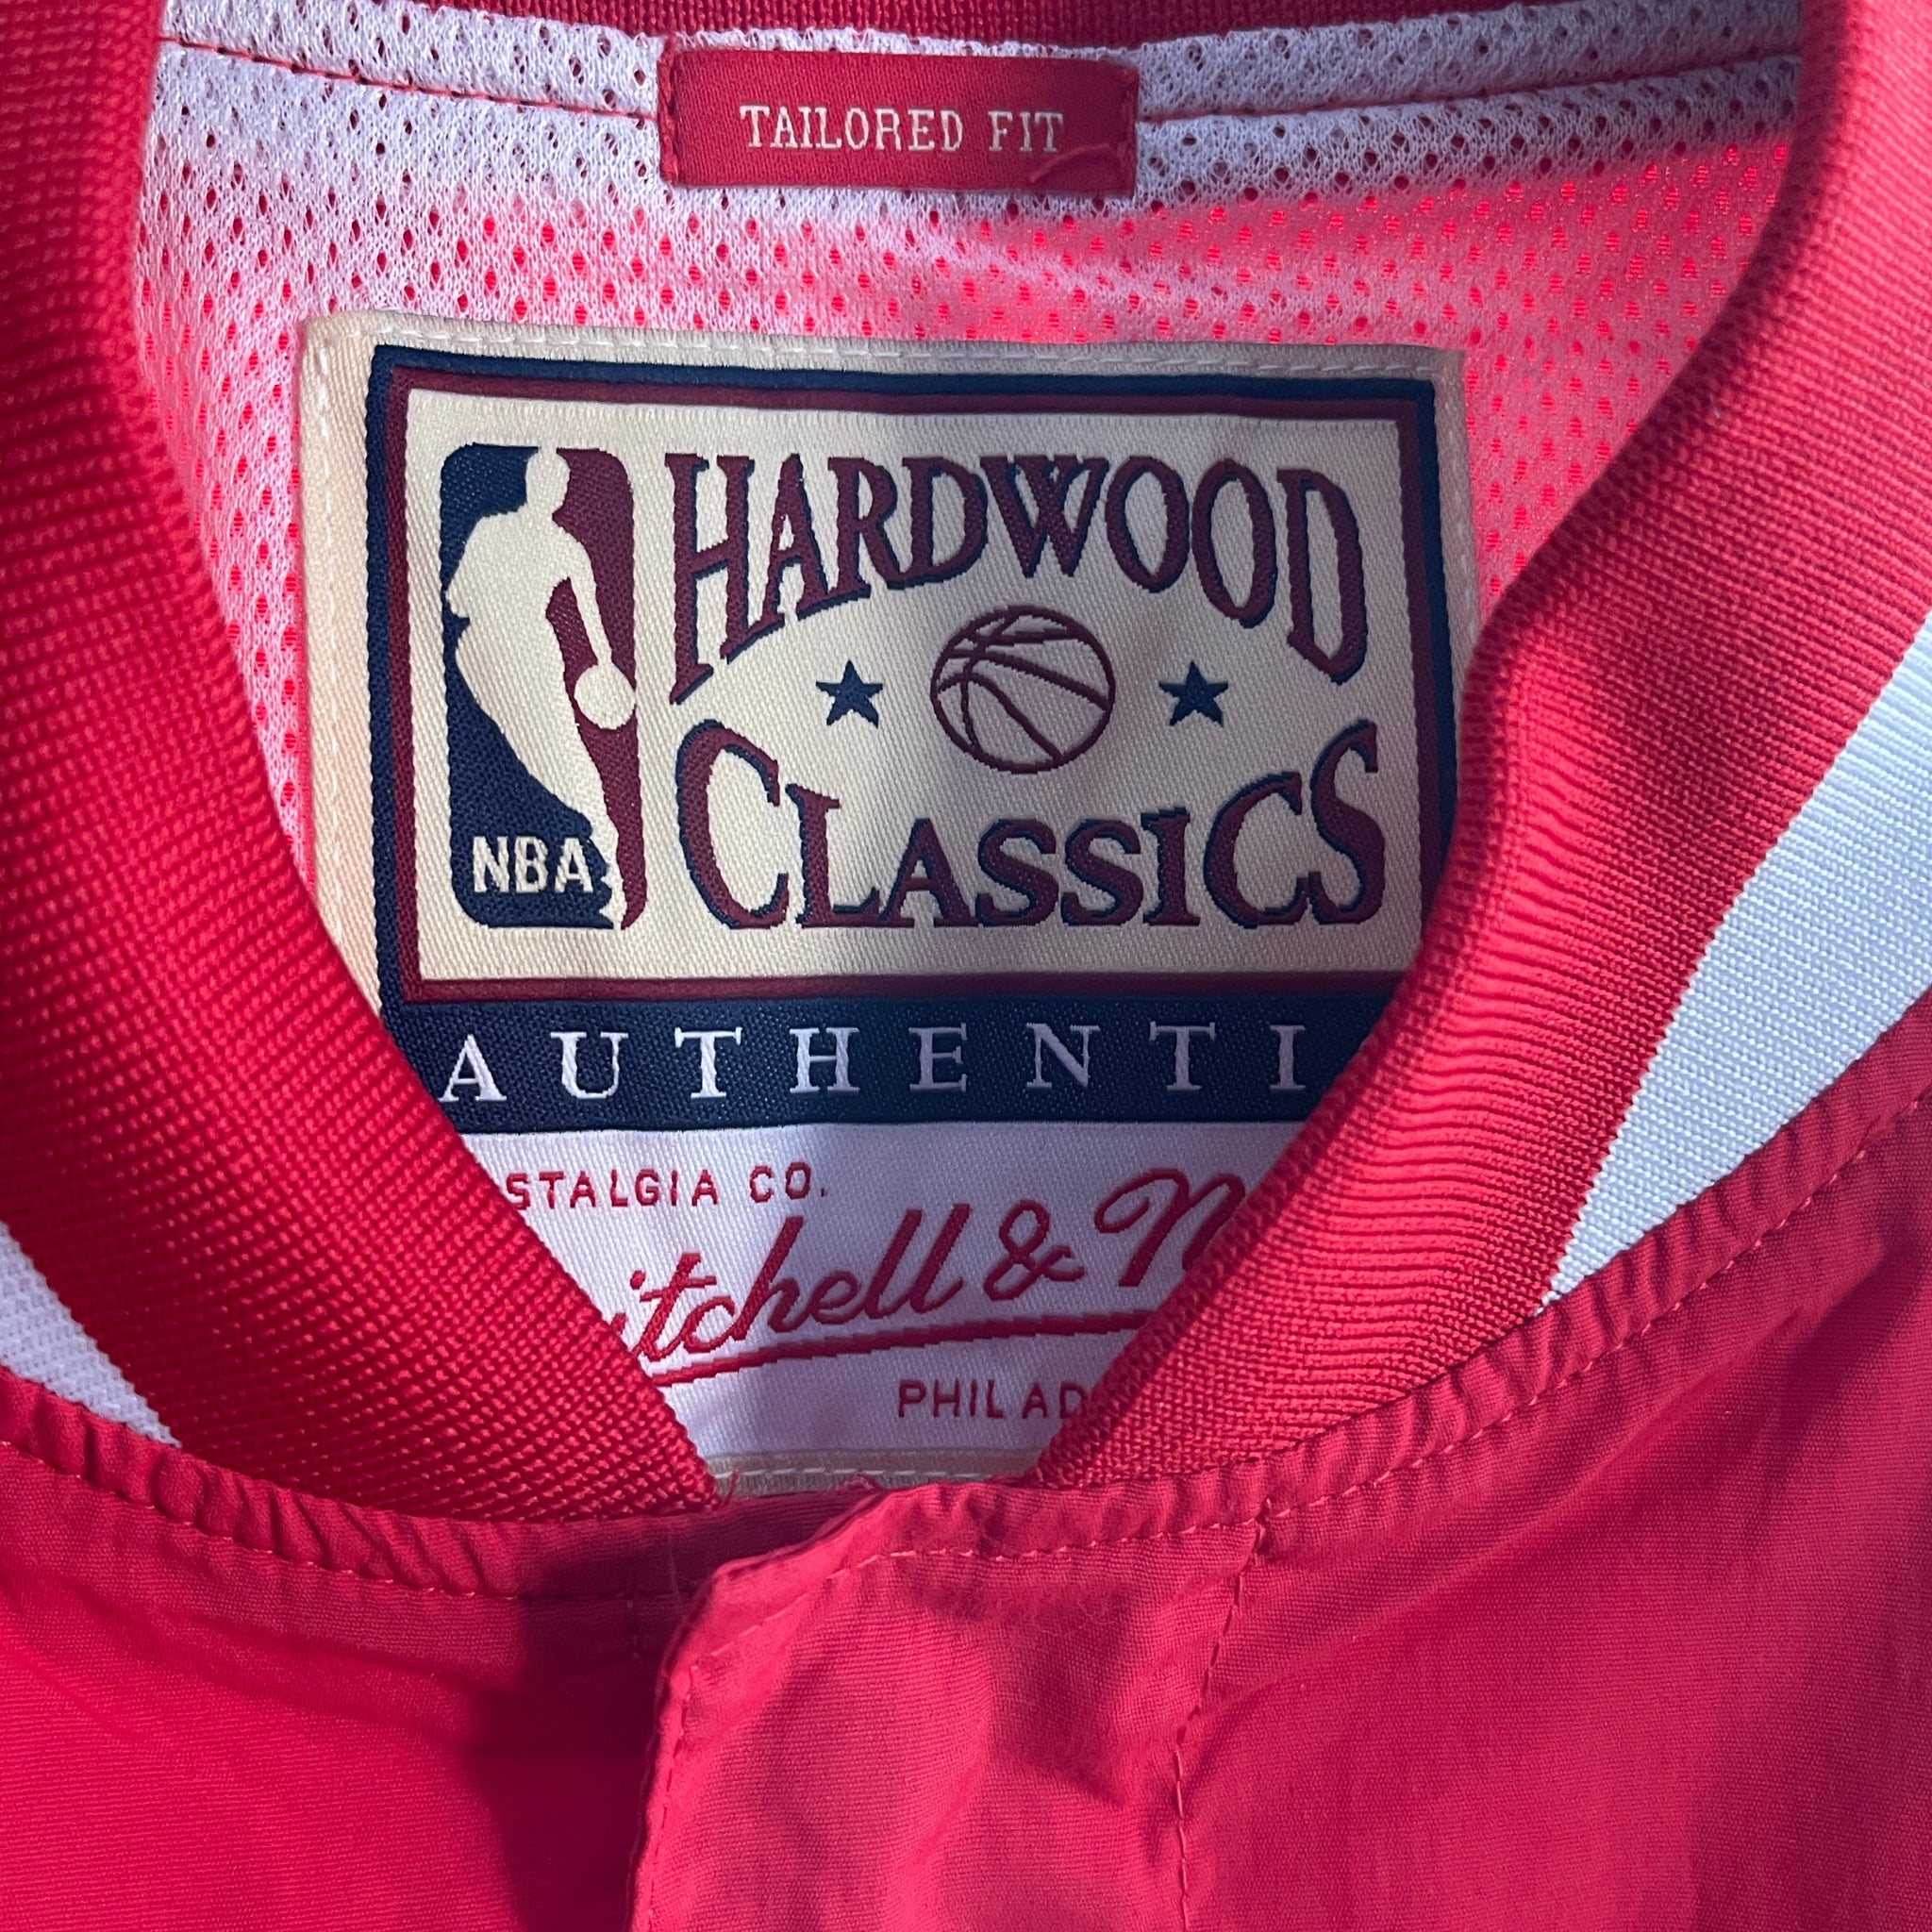 TAILORED FIT
HARDWOOD
CLASSICS
NBA
AUTHENTI
STALGIA CO.
itchell & N
PHILAD